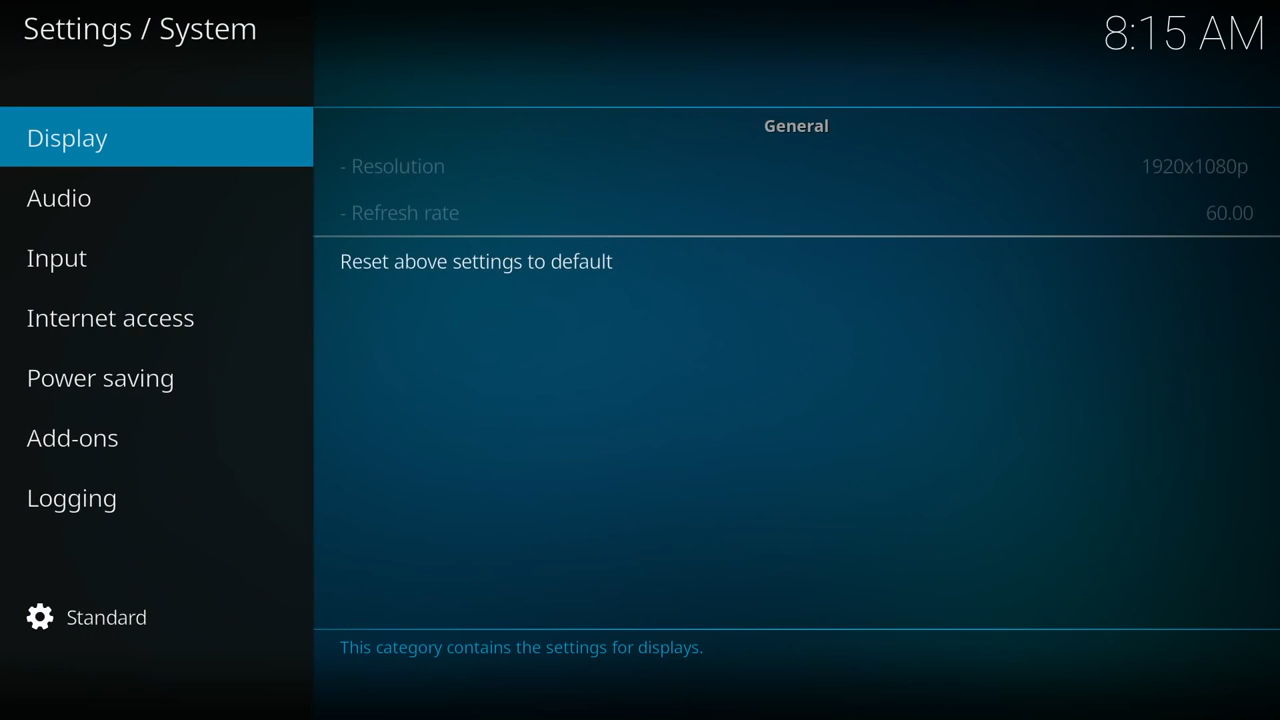 Settings / System
8:15 AM
Display
Audio
Input
Internet access
Power saving
Add-ons
Logging
Standard
General
- Resolution 1920x1080p
- Refresh rate 60.00
Reset above settings to default
This category contains the settings for displays.